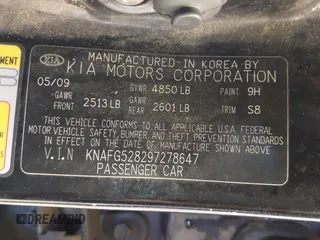 MANUFACTURED IN KOREA BY
KIA KIA MOTORS CORPORATION
05/09 GVWR 4850 LB PAINT 9H
GAWR FRONT 2513 LB GAWR REAR 2601 LB TRIM S8
THIS VEHICLE CONFORMS TO ALL APPLICABLE U.S.A. FEDERAL
MOTOR VEHICLE SAFETY, BUMPER, AND THEFT PREVENTION STANDARDS
IN EFFECT ON THE DATE OF MANUFACTURE SHOWN ABOVE.
V.I.N KNAFG528297278647
PASSENGER CAR
DREAMBID